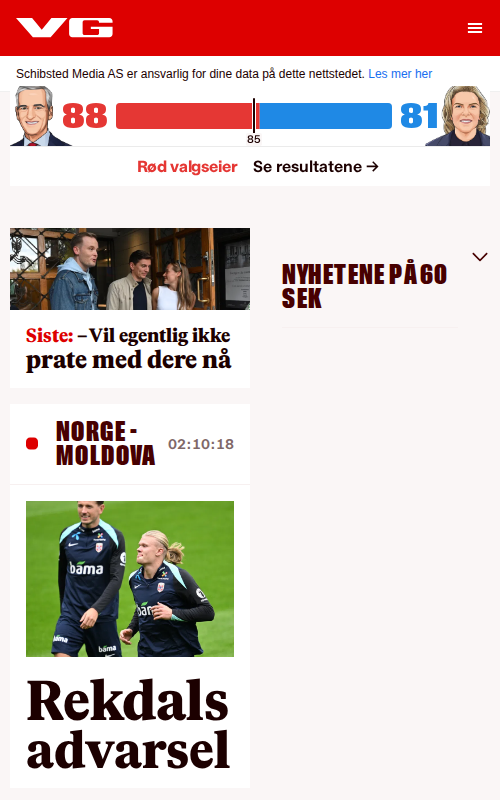 VG
Schibsted Media AS er ansvarlig for dine data på dette nettstedet. Les mer her
88
81
85
Rød valgseier Se resultatene →
Siste: – Vil egentlig ikke
prate med dere nå
NYHETENE PÅ 60
SEK
NORGE -
MOLDOVA
02:10:18
bama
bama
Rekdals
advarsel